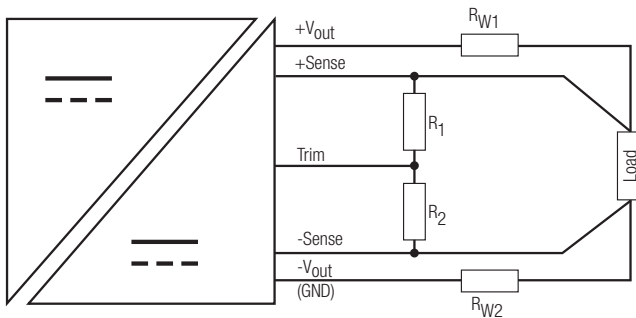 +Vout
RW1
+Sense
R1
Trim
Load
R2
-Sense
-Vout
(GND)
RW2